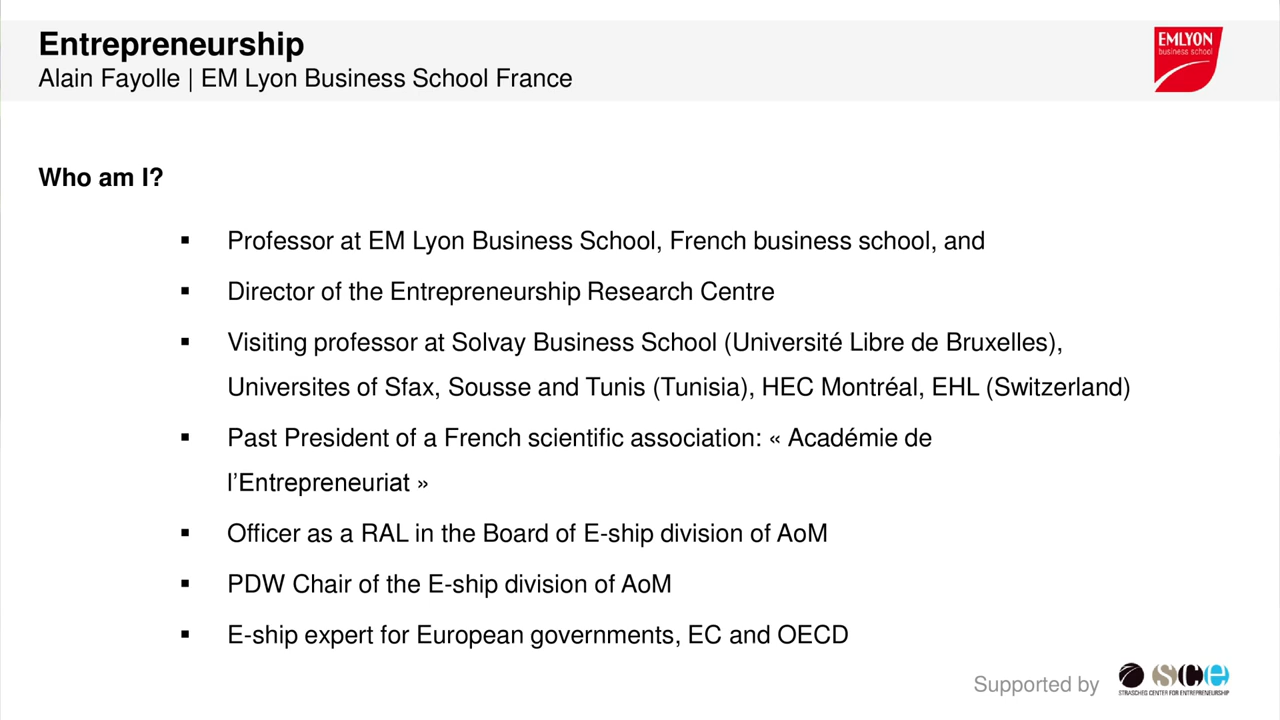 Entrepreneurship
Alain Fayolle | EM Lyon Business School France
EMLYON
business school
Who am I?
▪ Professor at EM Lyon Business School, French business school, and
▪ Director of the Entrepreneurship Research Centre
▪ Visiting professor at Solvay Business School (Université Libre de Bruxelles),
Universites of Sfax, Sousse and Tunis (Tunisia), HEC Montréal, EHL (Switzerland)
▪ Past President of a French scientific association: « Académie de
l’Entrepreneuriat »
▪ Officer as a RAL in the Board of E-ship division of AoM
▪ PDW Chair of the E-ship division of AoM
▪ E-ship expert for European governments, EC and OECD
Supported by
sce
STRASCHEG CENTER FOR ENTREPRENEURSHIP